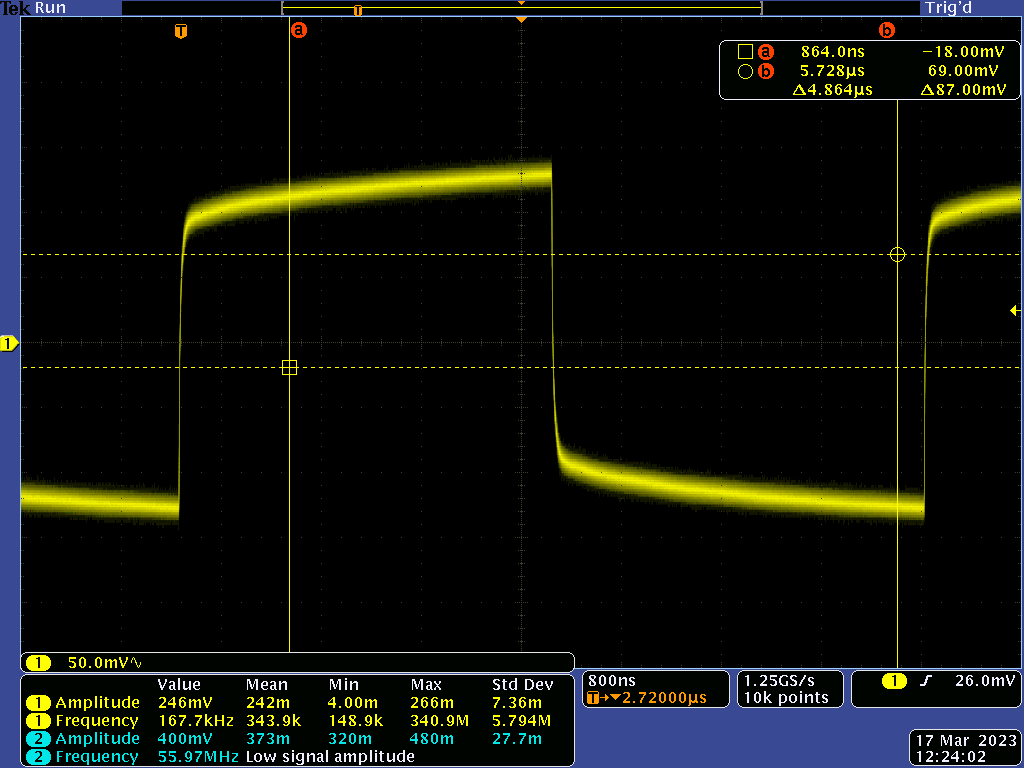 Tek Run Trig'd
T
T a b
a 864.0ns −18.00mV
b 5.728µs 69.00mV
Δ4.864µs Δ87.00mV
1
1 50.0mV∿
Value Mean Min Max Std Dev
1 Amplitude 246mV 242m 4.00m 266m 7.36m
1 Frequency 167.7kHz 343.9k 148.9k 340.9M 5.794M
2 Amplitude 400mV 373m 320m 480m 27.7m
2 Frequency 55.97MHz Low signal amplitude
800ns
T→▼2.72000µs
1.25GS/s
10k points
1 26.0mV
17 Mar 2023
12:24:02